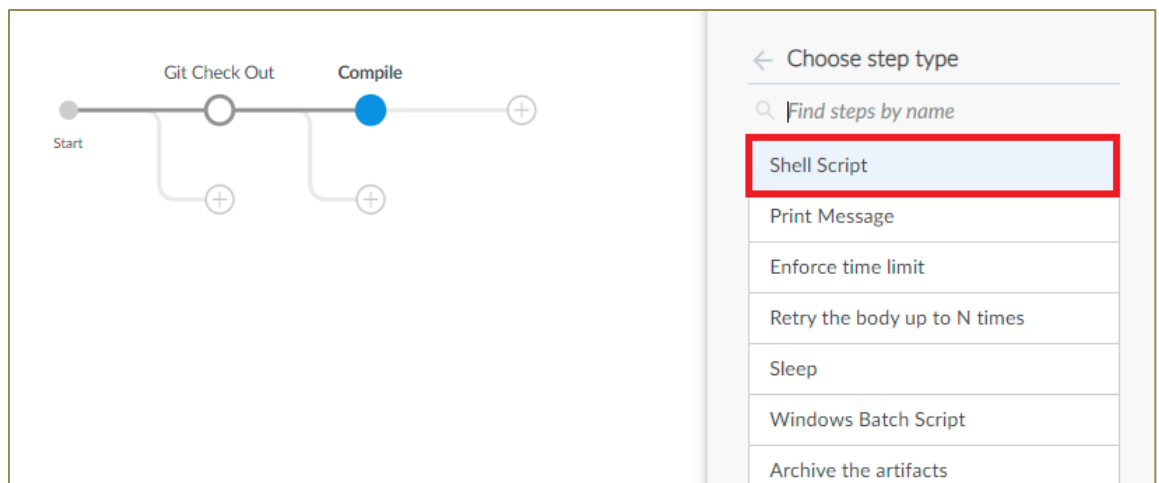 Git Check Out
Compile
Start
Choose step type
Find steps by name
Shell Script
Print Message
Enforce time limit
Retry the body up to N times
Sleep
Windows Batch Script
Archive the artifacts